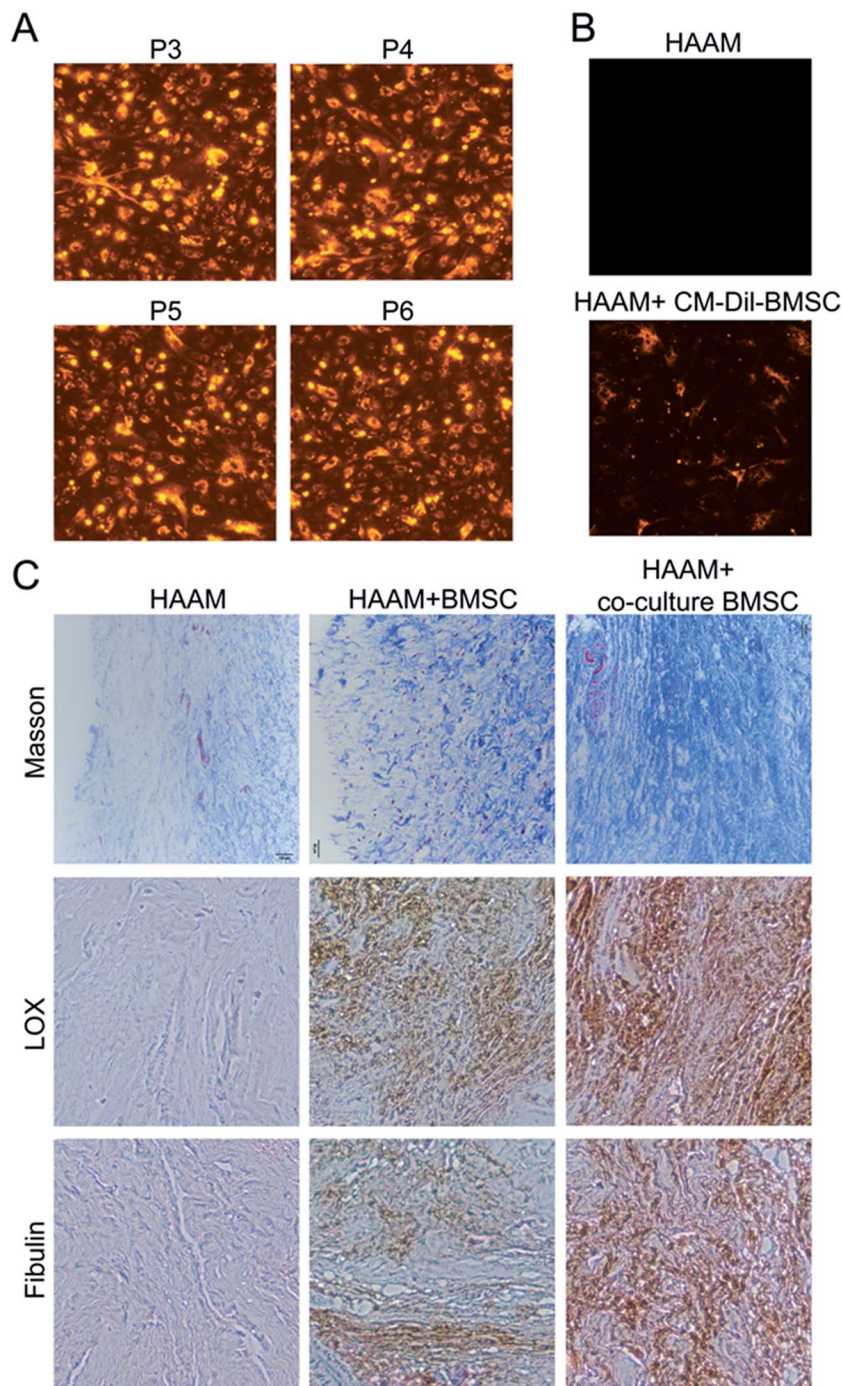 A
B
P3
P4
HAAM
P5
P6
HAAM+ CM-Dil-BMSC
C
HAAM
HAAM+BMSC
HAAM+
co-culture BMSC
Masson
LOX
Fibulin